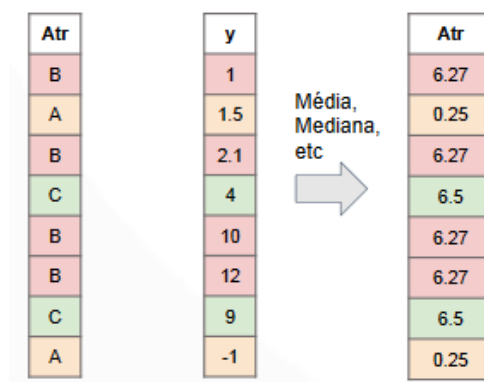 Atr y Atr
B 1 6.27
A 1.5 Média, 0.25
Mediana,
B 2.1 etc 6.27
C 4 6.5
B 10 6.27
B 12 6.27
C 9 6.5
A -1 0.25